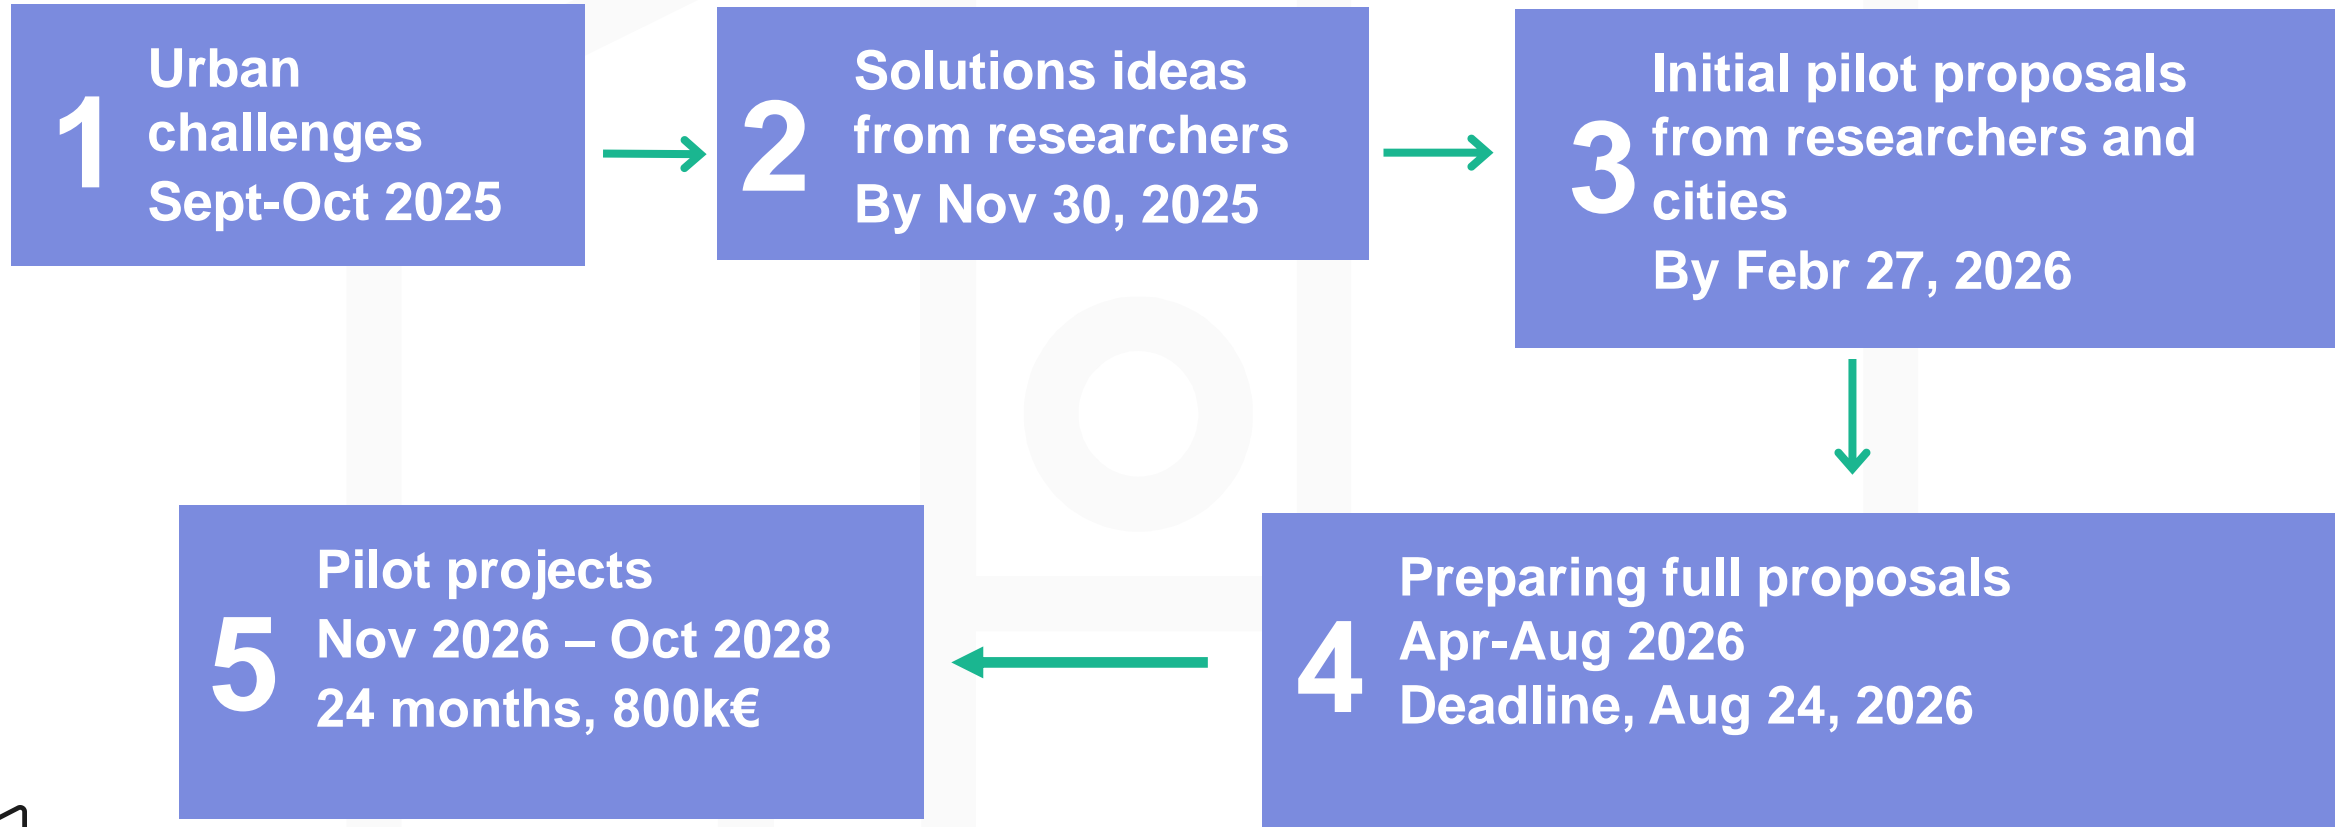 1
Urban
challenges
Sept-Oct 2025
2
Solutions ideas
from researchers
By Nov 30, 2025
3
Initial pilot proposals
from researchers and
cities
By Febr 27, 2026
4
Preparing full proposals
Apr-Aug 2026
Deadline, Aug 24, 2026
5
Pilot projects
Nov 2026 – Oct 2028
24 months, 800k€